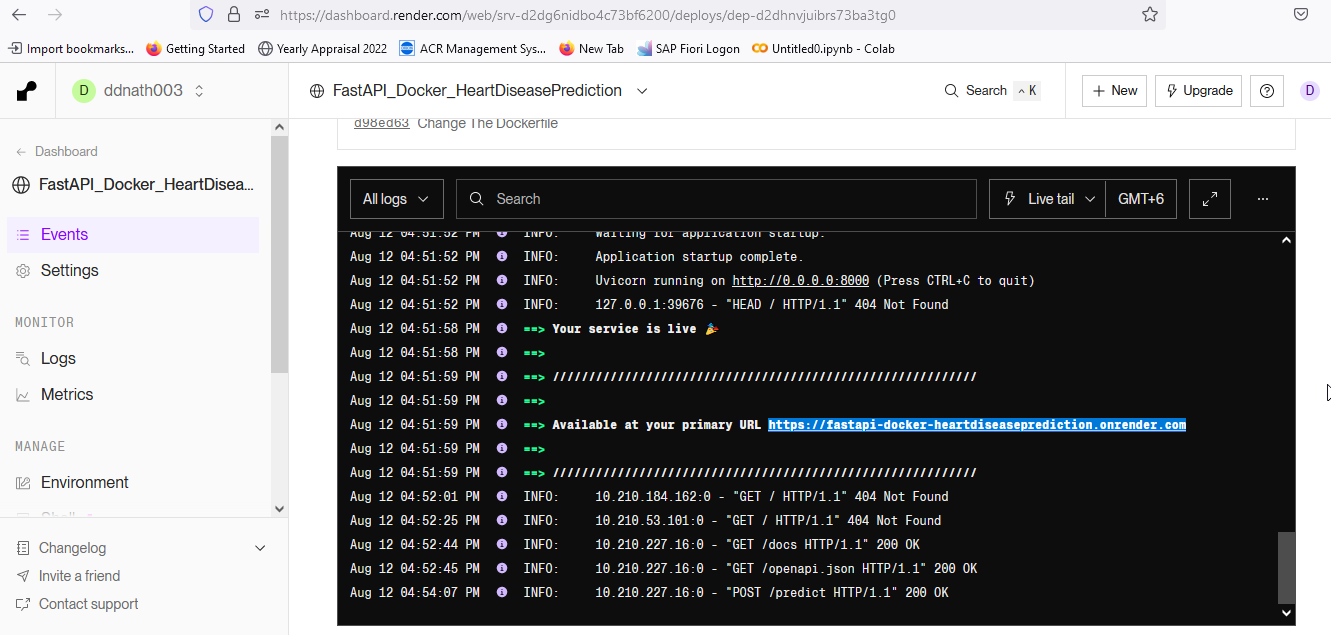 https://dashboard.render.com/web/srv-d2dg6nidbo4c73bf6200/deploys/dep-d2dhnvjuibrs73ba3tg0
Import bookmarks... Getting Started Yearly Appraisal 2022 ACR Management Sys... New Tab SAP Fiori Logon CO Untitled0.ipynb - Colab
D ddnath003 FastAPI_Docker_HeartDiseasePrediction Search ^ K + New Upgrade D
d98ed63 Change The Dockerfile
← Dashboard
FastAPI_Docker_HeartDisea...
Events
Settings
MONITOR
Logs
Metrics
MANAGE
Environment
Shell
Changelog
Invite a friend
Contact support
All logs Search Live tail GMT+6 ...
Aug 12 04:51:52 PM INFO: Waiting for application startup.
Aug 12 04:51:52 PM INFO: Application startup complete.
Aug 12 04:51:52 PM INFO: Uvicorn running on http://0.0.0.0:8000 (Press CTRL+C to quit)
Aug 12 04:51:52 PM INFO: 127.0.0.1:39676 - "HEAD / HTTP/1.1" 404 Not Found
Aug 12 04:51:58 PM ==> Your service is live 🎉
Aug 12 04:51:58 PM ==>
Aug 12 04:51:59 PM ==> ///////////////////////////////////////////////////////////
Aug 12 04:51:59 PM ==>
Aug 12 04:51:59 PM ==> Available at your primary URL https://fastapi-docker-heartdiseaseprediction.onrender.com
Aug 12 04:51:59 PM ==>
Aug 12 04:51:59 PM ==> ///////////////////////////////////////////////////////////
Aug 12 04:52:01 PM INFO: 10.210.184.162:0 - "GET / HTTP/1.1" 404 Not Found
Aug 12 04:52:25 PM INFO: 10.210.53.101:0 - "GET / HTTP/1.1" 404 Not Found
Aug 12 04:52:44 PM INFO: 10.210.227.16:0 - "GET /docs HTTP/1.1" 200 OK
Aug 12 04:52:45 PM INFO: 10.210.227.16:0 - "GET /openapi.json HTTP/1.1" 200 OK
Aug 12 04:54:07 PM INFO: 10.210.227.16:0 - "POST /predict HTTP/1.1" 200 OK